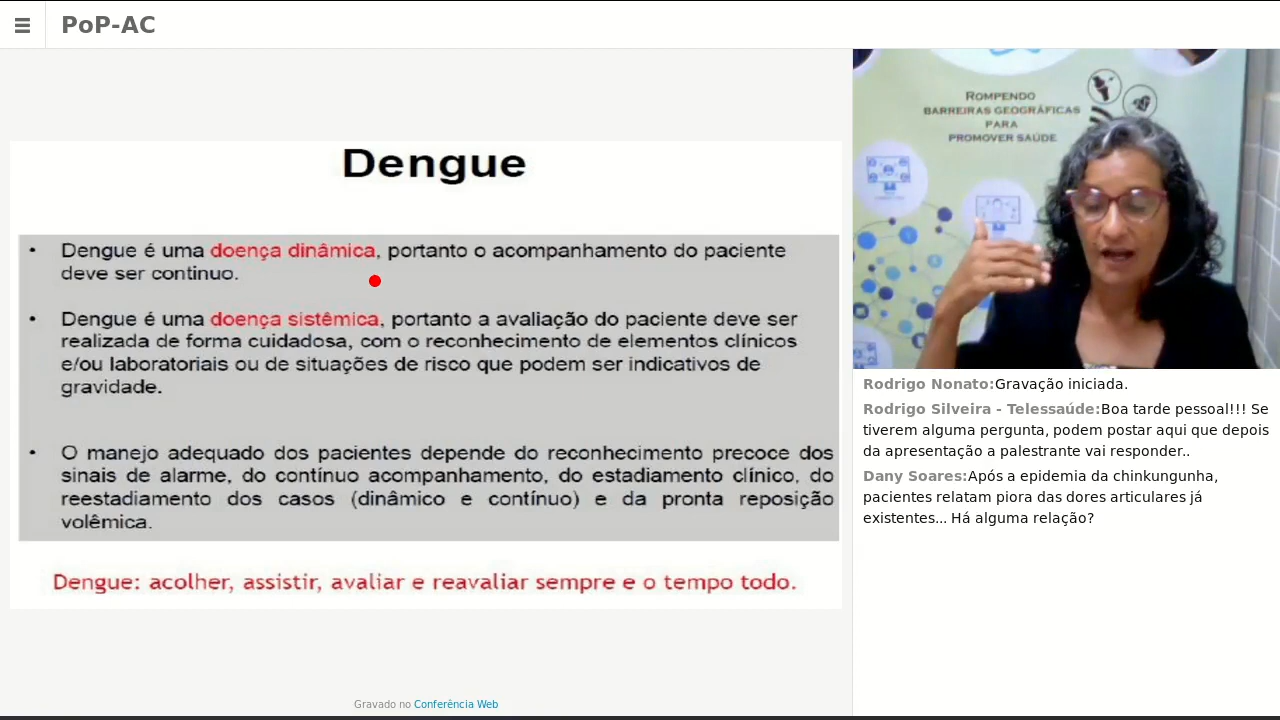 PoP-AC
Dengue
• Dengue é uma doença dinâmica, portanto o acompanhamento do paciente
deve ser contínuo.
• Dengue é uma doença sistêmica, portanto a avaliação do paciente deve ser
realizada de forma cuidadosa, com o reconhecimento de elementos clínicos
e/ou laboratoriais ou de situações de risco que podem ser indicativos de
gravidade.
• O manejo adequado dos pacientes depende do reconhecimento precoce dos
sinais de alarme, do contínuo acompanhamento, do estadiamento clínico, do
reestadiamento dos casos (dinâmico e contínuo) e da pronta reposição
volêmica.
Dengue: acolher, assistir, avaliar e reavaliar sempre e o tempo todo.
Gravado no Conferência Web
ROMPENDO
BARREIRAS GEOGRÁFICAS
PARA
PROMOVER SAÚDE
Rodrigo Nonato:Gravação iniciada.
Rodrigo Silveira - Telessaúde:Boa tarde pessoal!!! Se
tiverem alguma pergunta, podem postar aqui que depois
da apresentação a palestrante vai responder..
Dany Soares:Após a epidemia da chinkungunha,
pacientes relatam piora das dores articulares já
existentes... Há alguma relação?